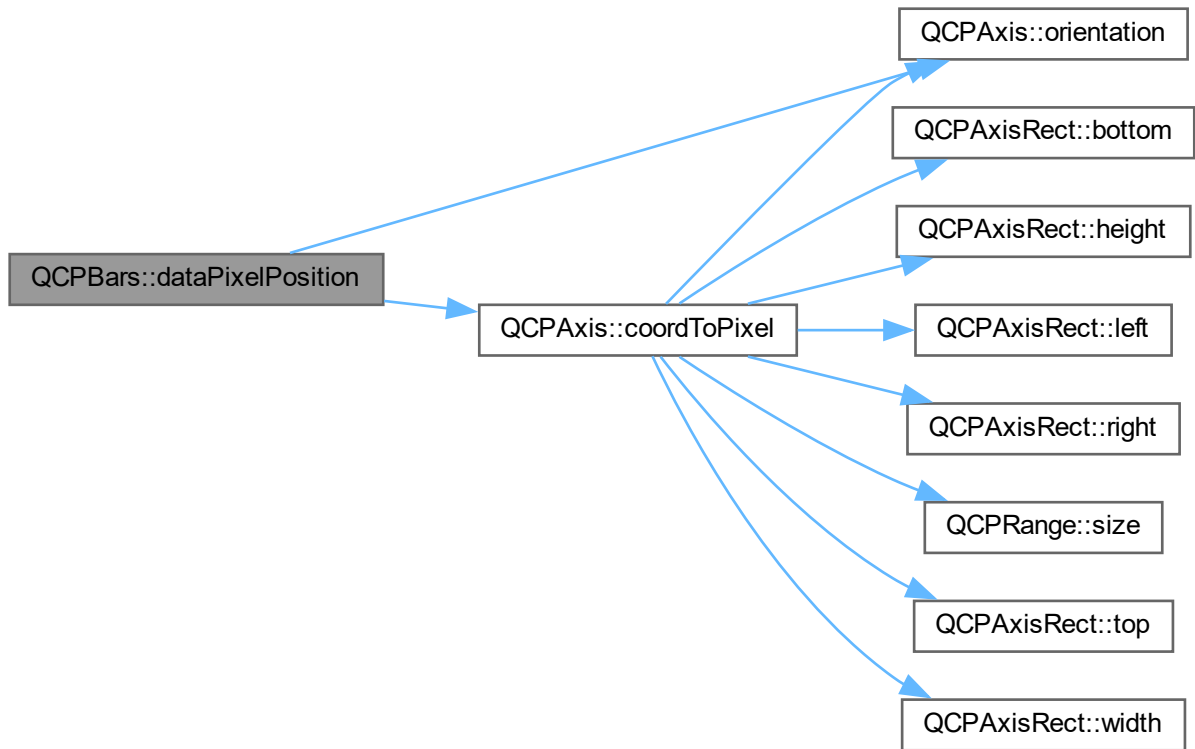 QCPAxis::orientation
QCPAxisRect::bottom
QCPAxisRect::height
QCPBars::dataPixelPosition
QCPAxis::coordToPixel
QCPAxisRect::left
QCPAxisRect::right
QCPRange::size
QCPAxisRect::top
QCPAxisRect::width